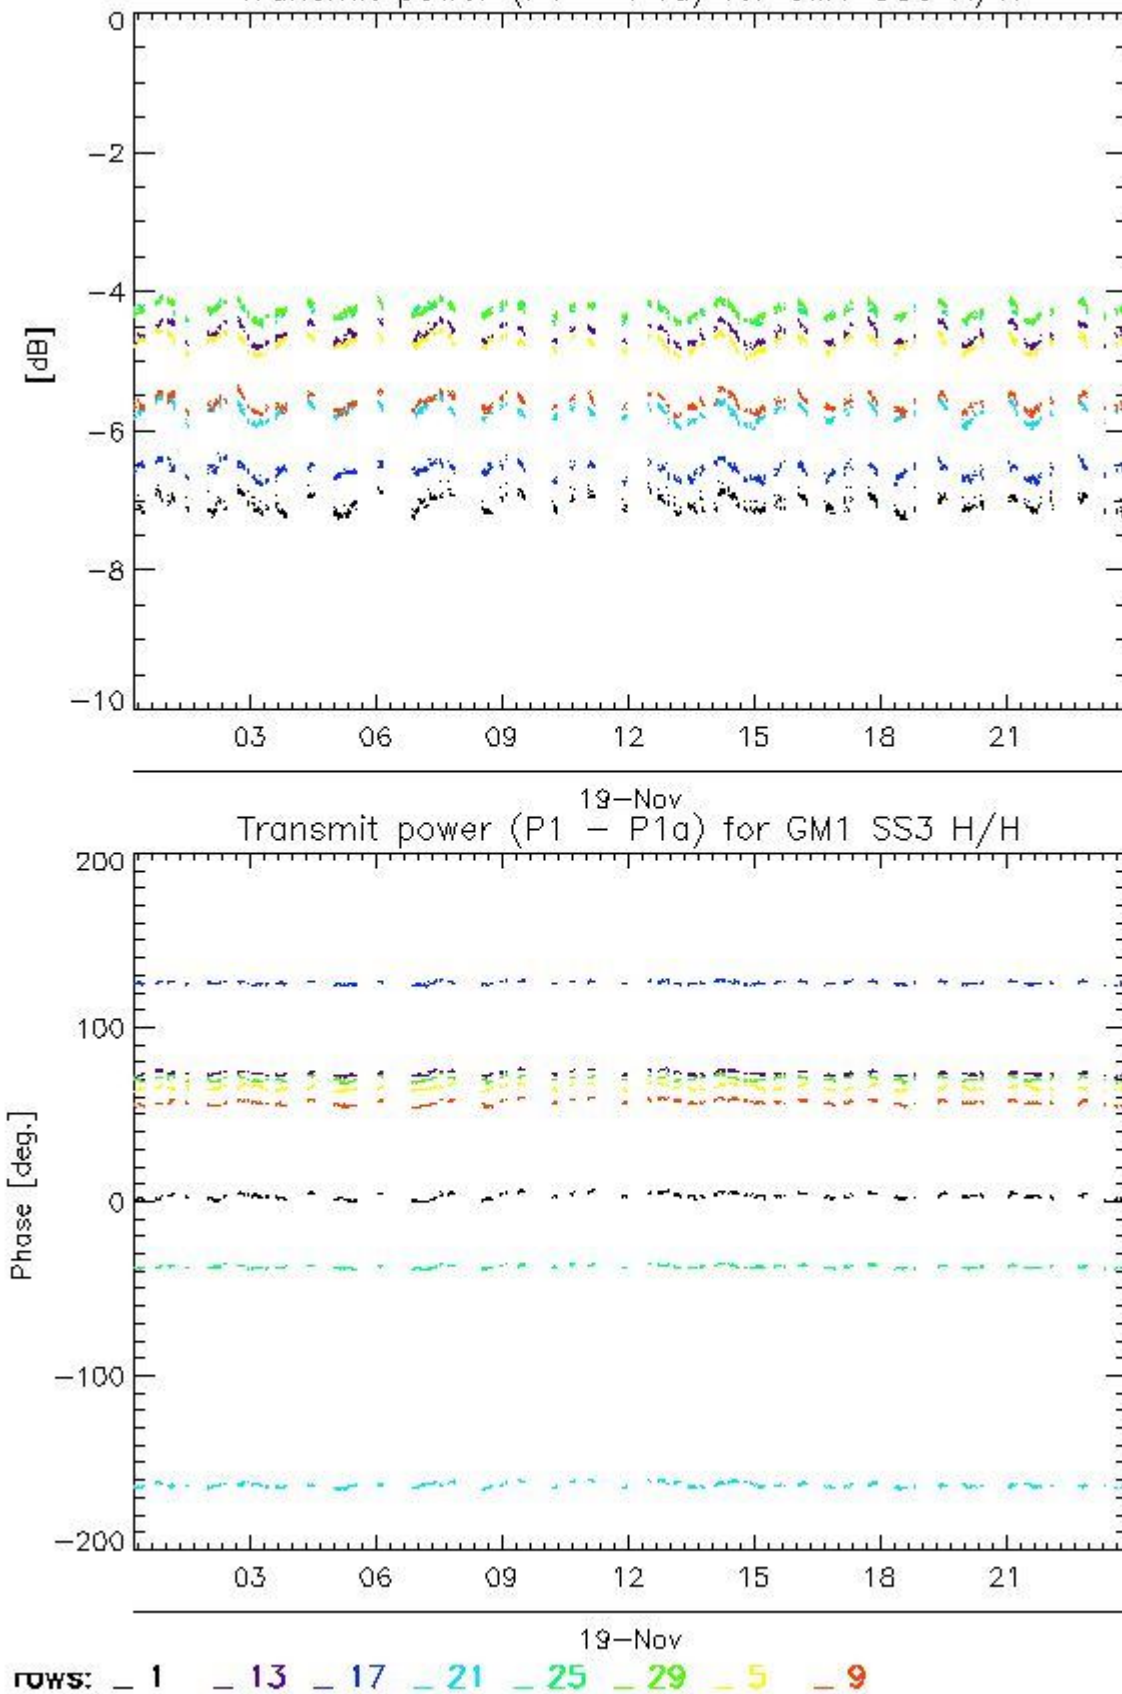 0
-2
-4
[dB]
-6
-8
-10
03 06 09 12 15 18 21
19-Nov
Transmit power (P1 - P1a) for GM1 SS3 H/H
200
100
Phase [deg.]
0
-100
-200
03 06 09 12 15 18 21
19-Nov
rows: _ 1 _ 13 _ 17 _ 21 _ 25 _ 29 _ 5 _ 9